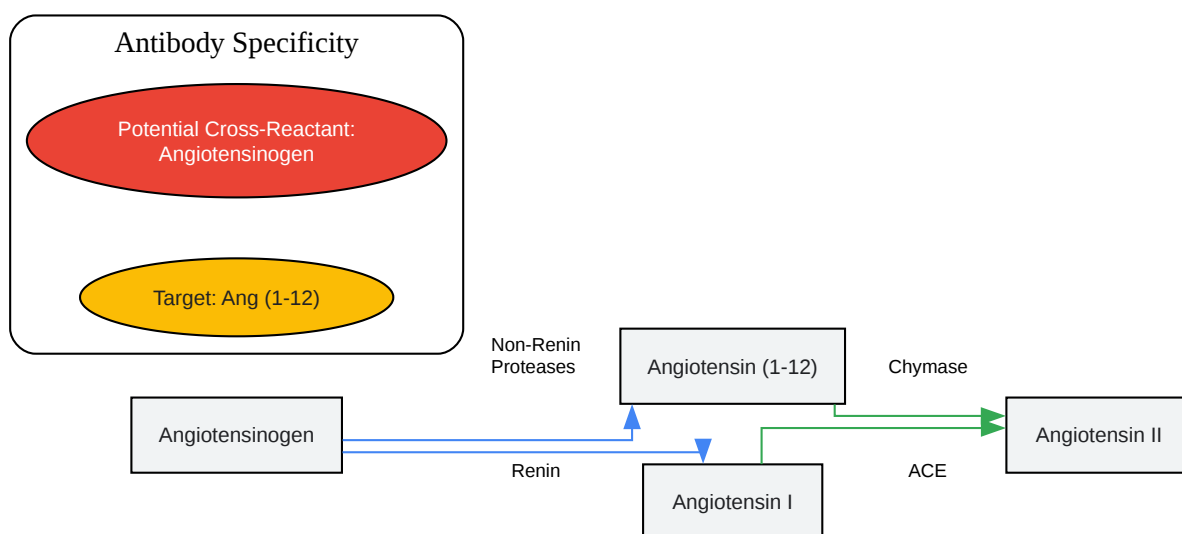 Antibody Specificity
Potential Cross-Reactant:
Angiotensinogen
Target: Ang (1-12)
Non-Renin
Proteases
Angiotensin (1-12)
Chymase
Angiotensinogen
Angiotensin II
Renin
ACE
Angiotensin I